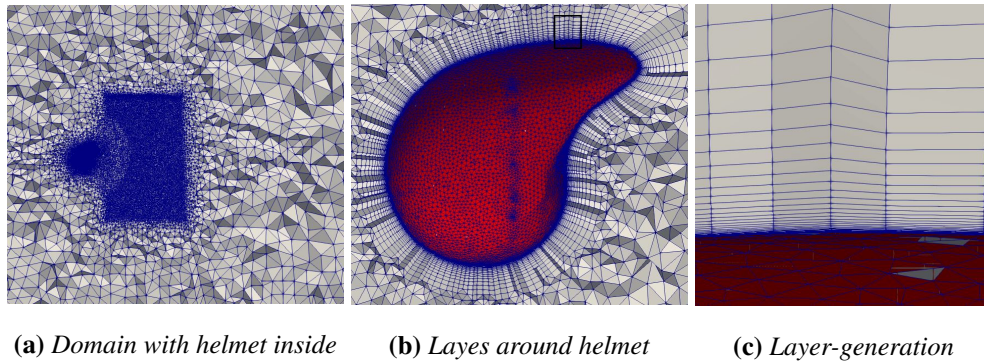 (a) Domain with helmet inside
(b) Layes around helmet
(c) Layer-generation